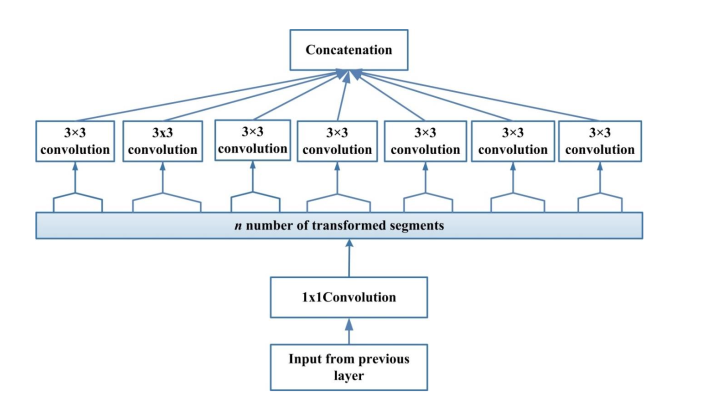 Concatenation
3×3
convolution
3x3
convolution
3×3
convolution
3×3
convolution
3×3
convolution
3×3
convolution
3×3
convolution
n number of transformed segments
1x1Convolution
Input from previous
layer